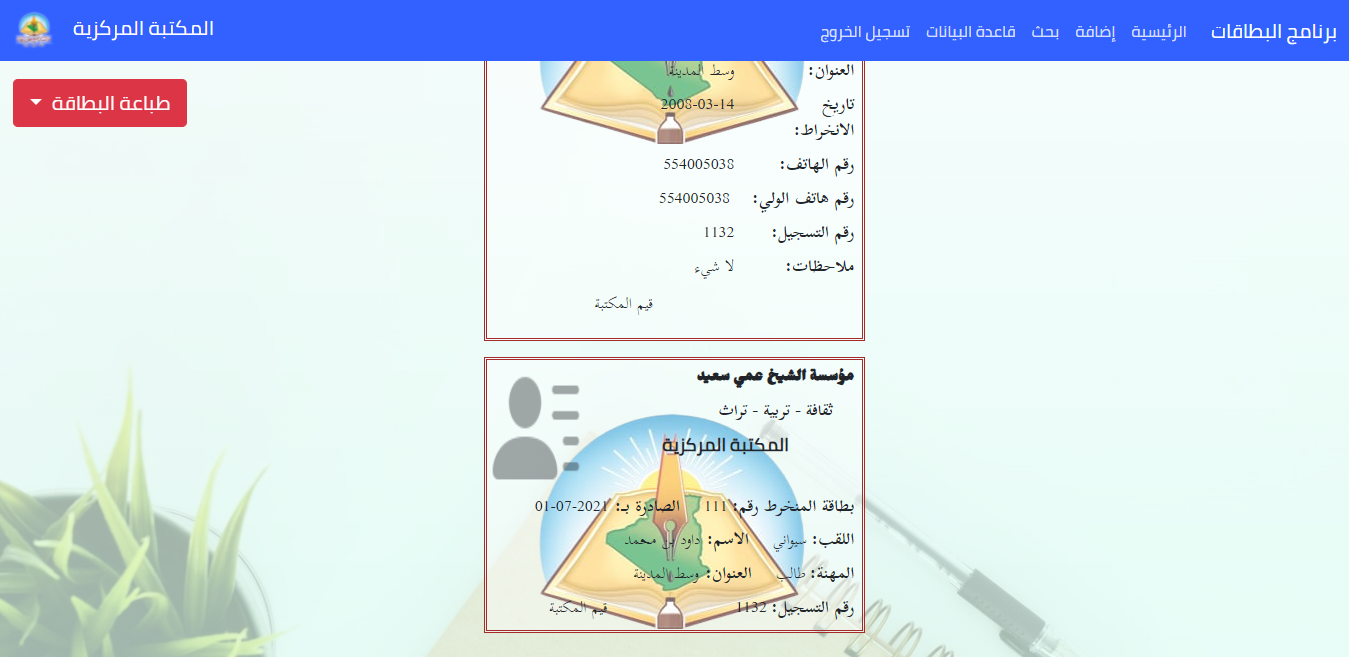 برنامج البطاقات الرئيسية إضافة بحث قاعدة البيانات تسجيل الخروج المكتبة المركزية
طباعة البطاقة
العنوان: وسط المدينة
تاريخ الانخراط: 2008-03-14
رقم الهاتف: 554005038
رقم هاتف الولي: 554005038
رقم التسجيل: 1132
ملاحظات: لا شيء
قيم المكتبة
مؤسسة الشيخ عمي سعيد
ثقافة - تربية - تراث
المكتبة المركزية
بطاقة المنخرط رقم: 111 الصادرة بـ: 2021-07-01
اللقب: سيواني الاسم: داود بن محمد
المهنة: طالب العنوان: وسط المدينة
رقم التسجيل: 1132 قيم المكتبة